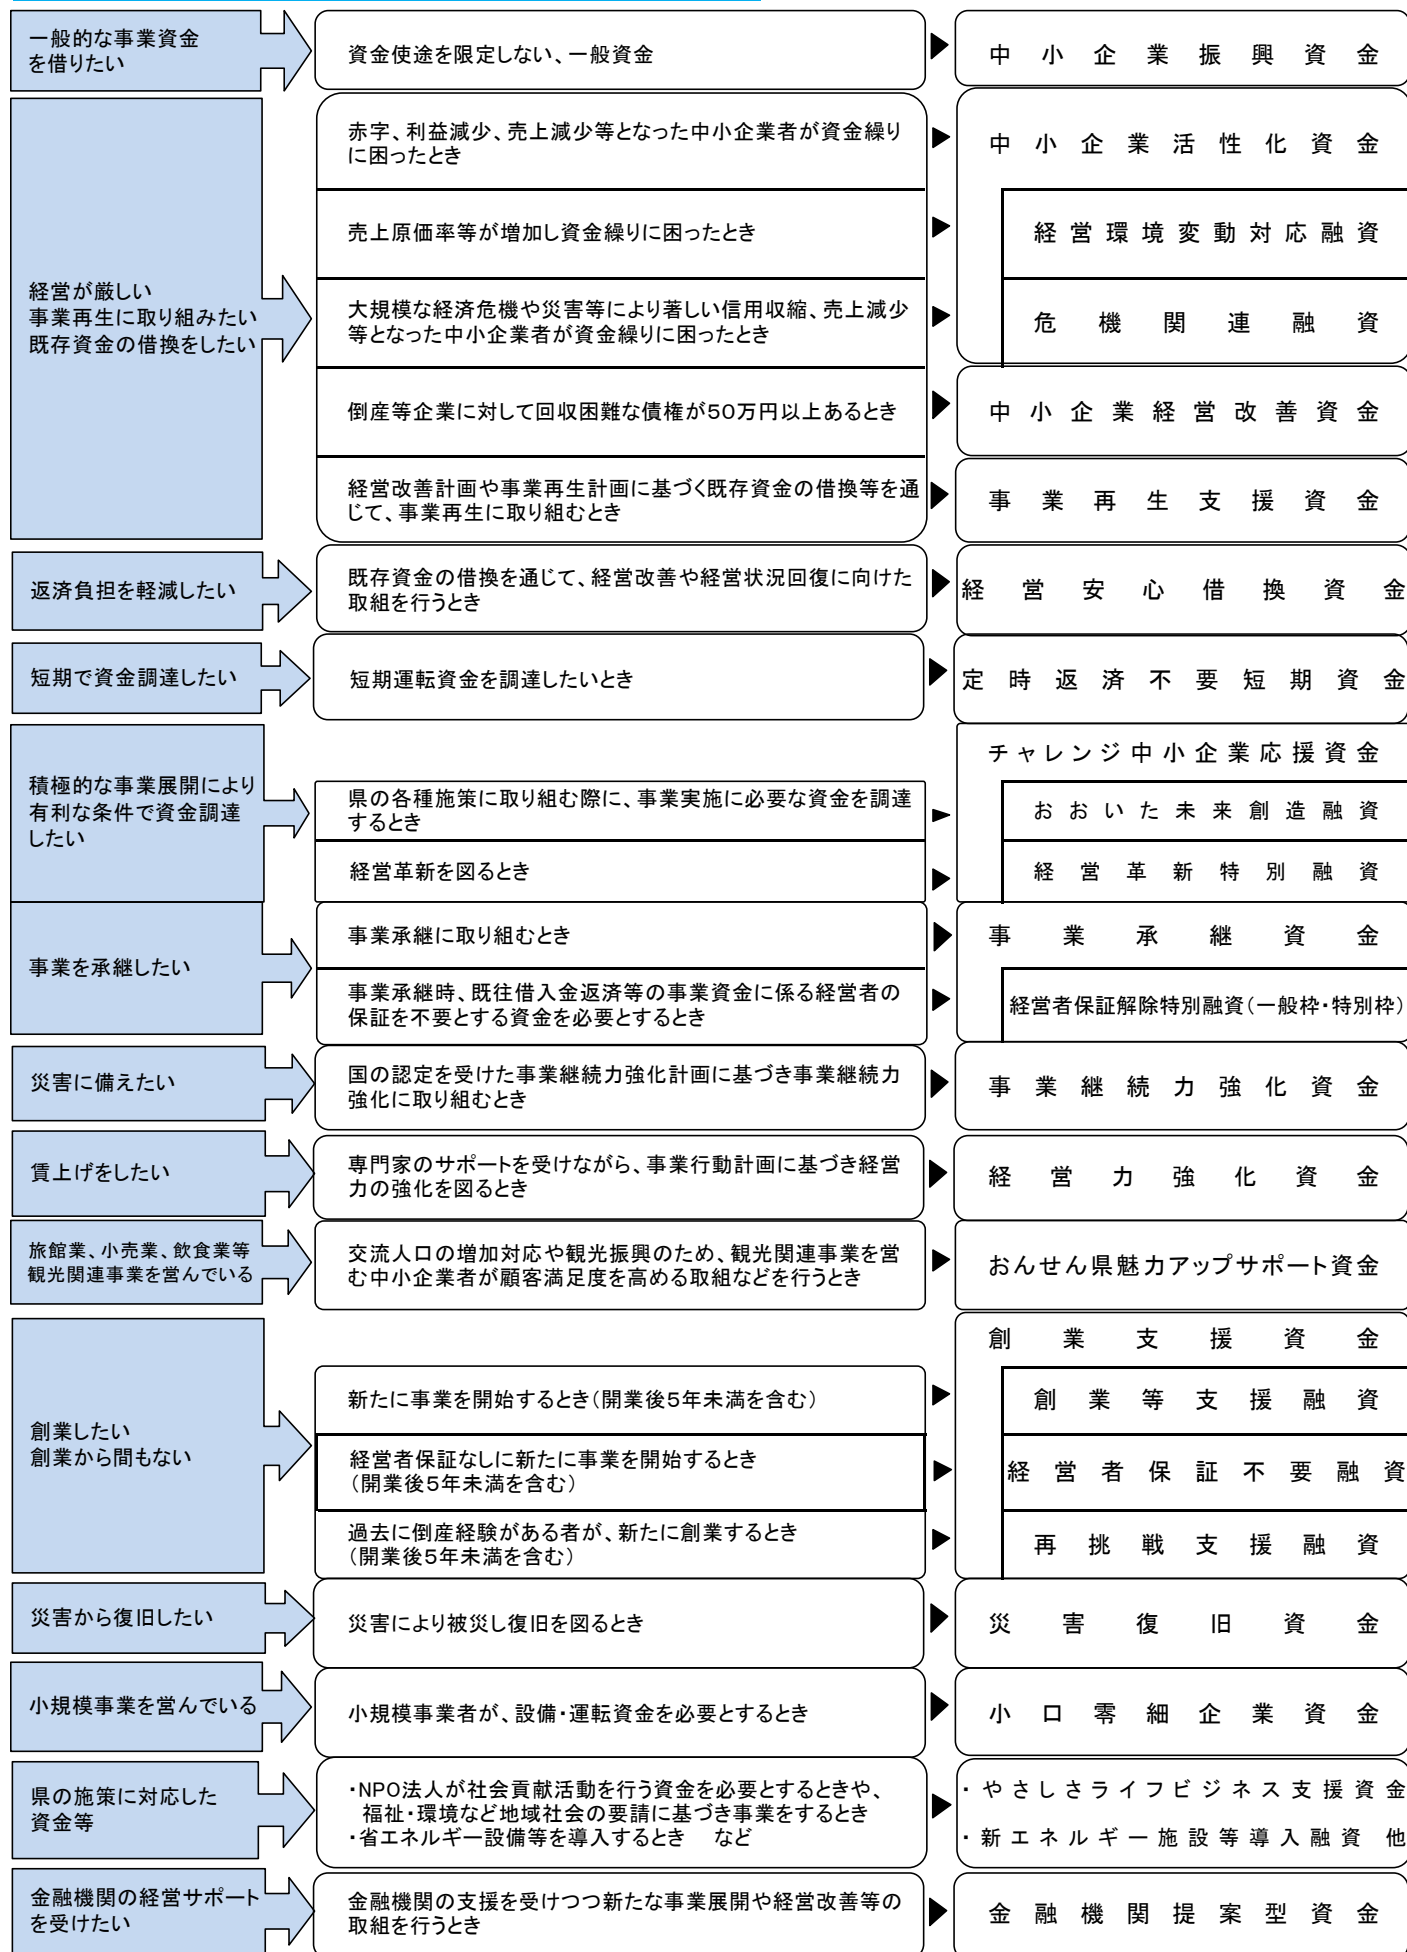 一般的な事業資金
を借りたい
資金使途を限定しない、一般資金
中小企業振興資金
経営が厳しい
事業再生に取り組みたい
既存資金の借換をしたい
赤字、利益減少、売上減少等となった中小企業者が資金繰り
に困ったとき
中小企業活性化資金
売上原価率等が増加し資金繰りに困ったとき
経営環境変動対応融資
大規模な経済危機や災害等により著しい信用収縮、売上減少
等となった中小企業者が資金繰りに困ったとき
危機関連融資
倒産等企業に対して回収困難な債権が50万円以上あるとき
中小企業経営改善資金
経営改善計画や事業再生計画に基づく既存資金の借換等を通
じて、事業再生に取り組むとき
事業再生支援資金
返済負担を軽減したい
既存資金の借換を通じて、経営改善や経営状況回復に向けた
取組を行うとき
経営安心借換資金
短期で資金調達したい
短期運転資金を調達したいとき
定時返済不要短期資金
積極的な事業展開により
有利な条件で資金調達
したい
チャレンジ中小企業応援資金
県の各種施策に取り組む際に、事業実施に必要な資金を調達
するとき
おおいた未来創造融資
経営革新を図るとき
経営革新特別融資
事業を承継したい
事業承継に取り組むとき
事業承継資金
事業承継時、既往借入金返済等の事業資金に係る経営者の
保証を不要とする資金を必要とするとき
経営者保証解除特別融資(一般枠・特別枠)
災害に備えたい
国の認定を受けた事業継続力強化計画に基づき事業継続力
強化に取り組むとき
事業継続力強化資金
賃上げをしたい
専門家のサポートを受けながら、事業行動計画に基づき経営
力の強化を図るとき
経営力強化資金
旅館業、小売業、飲食業等
観光関連事業を営んでいる
交流人口の増加対応や観光振興のため、観光関連事業を営
む中小企業者が顧客満足度を高める取組などを行うとき
おんせん県魅力アップサポート資金
創業したい
創業から間もない
創業支援資金
新たに事業を開始するとき(開業後5年未満を含む)
創業等支援融資
経営者保証なしに新たに事業を開始するとき
(開業後5年未満を含む)
経営者保証不要融資
過去に倒産経験がある者が、新たに創業するとき
(開業後5年未満を含む)
再挑戦支援融資
災害から復旧したい
災害により被災し復旧を図るとき
災害復旧資金
小規模事業を営んでいる
小規模事業者が、設備・運転資金を必要とするとき
小口零細企業資金
県の施策に対応した
資金等
・NPO法人が社会貢献活動を行う資金を必要とするときや、
福祉・環境など地域社会の要請に基づき事業をするとき
・省エネルギー設備等を導入するとき など
・やさしさライフビジネス支援資金
・新エネルギー施設等導入融資 他
金融機関の経営サポート
を受けたい
金融機関の支援を受けつつ新たな事業展開や経営改善等の
取組を行うとき
金融機関提案型資金